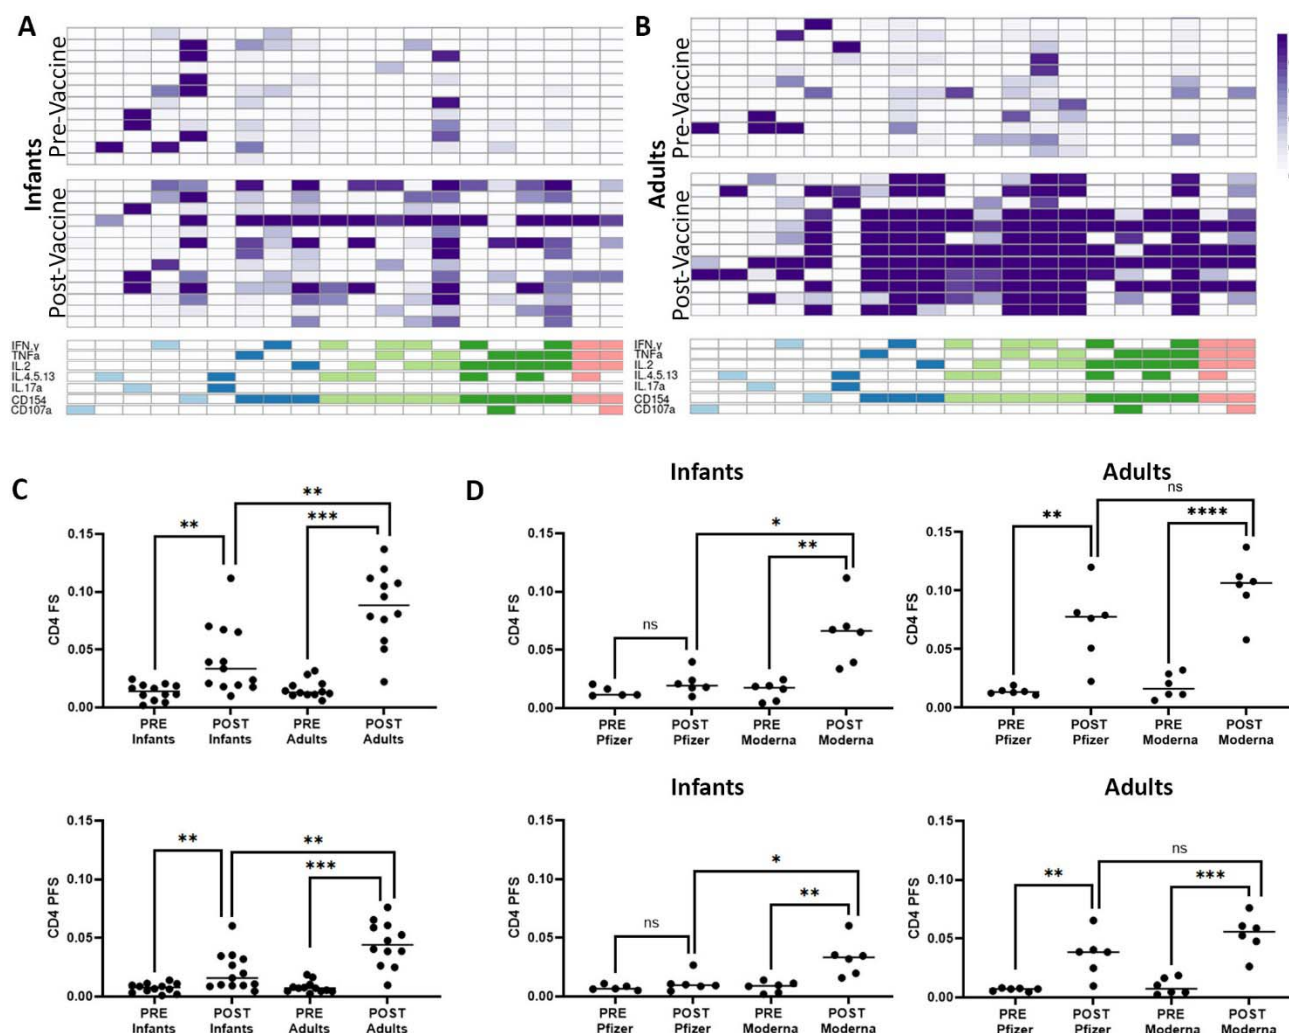 A
B
Infants
Pre-Vaccine
Post-Vaccine
Adults
Pre-Vaccine
Post-Vaccine
IFN.γ
TNFa
IL.2
IL.4.5.13
IL.17a
CD154
CD107a
IFN.γ
TNFa
IL.2
IL.4.5.13
IL.17a
CD154
CD107a
C
D
Infants
Adults
CD4 FS
0.15
0.10
0.05
0.00
**
**
***
PRE Infants
POST Infants
PRE Adults
POST Adults
CD4 FS
0.15
0.10
0.05
0.00
ns
*
**
PRE Pfizer
POST Pfizer
PRE Moderna
POST Moderna
CD4 FS
0.15
0.10
0.05
0.00
**
ns
****
PRE Pfizer
POST Pfizer
PRE Moderna
POST Moderna
Infants
Adults
CD4 PFS
0.15
0.10
0.05
0.00
**
**
***
PRE Infants
POST Infants
PRE Adults
POST Adults
CD4 PFS
0.15
0.10
0.05
0.00
ns
*
**
PRE Pfizer
POST Pfizer
PRE Moderna
POST Moderna
CD4 PFS
0.15
0.10
0.05
0.00
**
ns
***
PRE Pfizer
POST Pfizer
PRE Moderna
POST Moderna